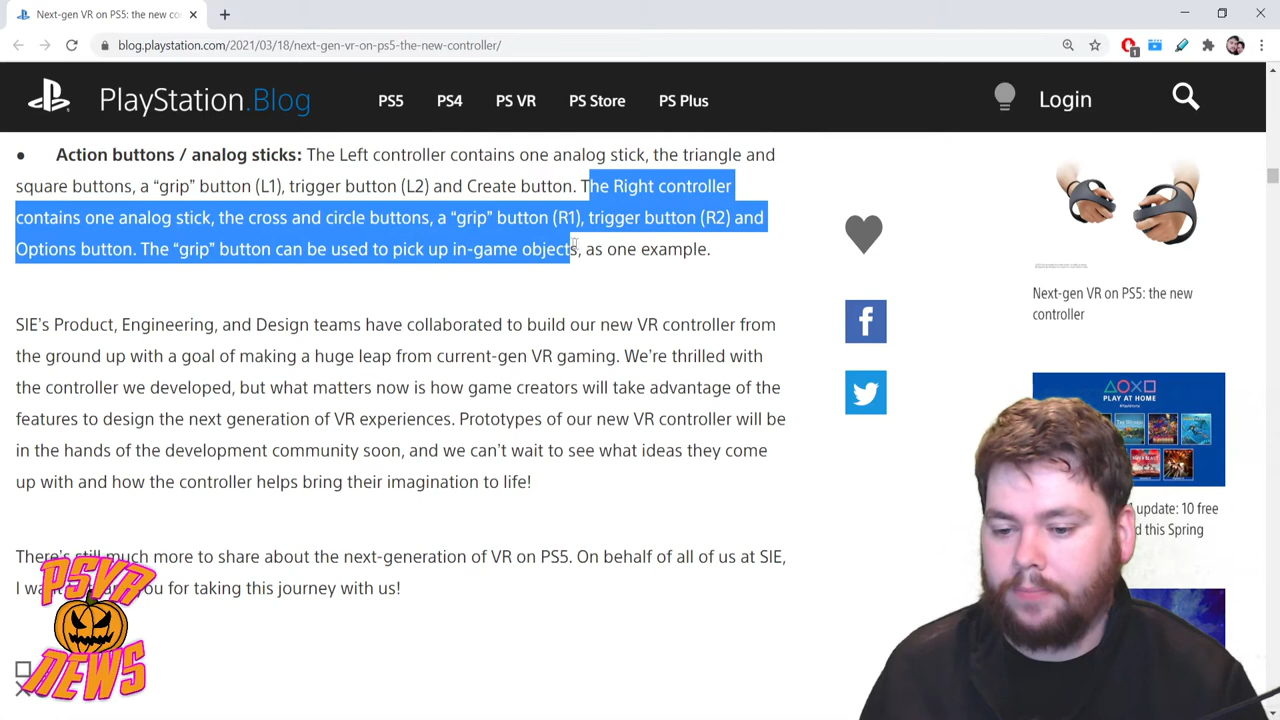 Next-gen VR on PS5: the new co
blog.playstation.com/2021/03/18/next-gen-vr-on-ps5-the-new-controller/
1
PlayStation.Blog PS5 PS4 PS VR PS Store PS Plus Login
● Action buttons / analog sticks: The Left controller contains one analog stick, the triangle and
square buttons, a “grip” button (L1), trigger button (L2) and Create button. The Right controller
contains one analog stick, the cross and circle buttons, a “grip” button (R1), trigger button (R2) and
Options button. The “grip” button can be used to pick up in-game objects, as one example.
SIE’s Product, Engineering, and Design teams have collaborated to build our new VR controller from
the ground up with a goal of making a huge leap from current-gen VR gaming. We’re thrilled with
the controller we developed, but what matters now is how game creators will take advantage of the
features to design the next generation of VR experiences. Prototypes of our new VR controller will be
in the hands of the development community soon, and we can’t wait to see what ideas they come
up with and how the controller helps bring their imagination to life!
There’s still much more to share about the next-generation of VR on PS5. On behalf of all of us at SIE,
I you for taking this journey with us!
Next-gen VR on PS5: the new
controller
PLAY AT HOME
update: 10 free
this Spring
PSVR
NEWS